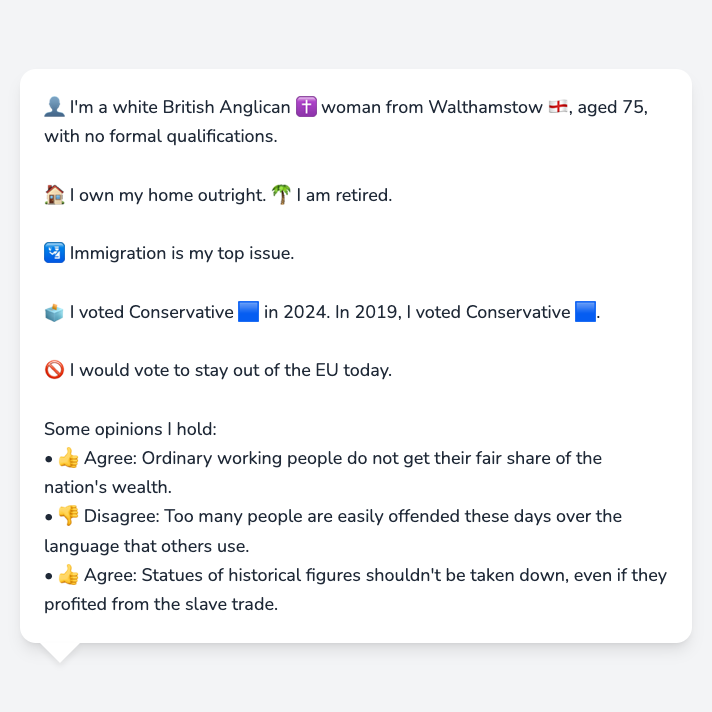 👤 I'm a white British Anglican ✝️ woman from Walthamstow 🏴󠁧󠁢󠁥󠁮󠁧󠁿, aged 75,
with no formal qualifications.
🏠 I own my home outright. 🌴 I am retired.
🛂 Immigration is my top issue.
🗳️ I voted Conservative 🟦 in 2024. In 2019, I voted Conservative 🟦.
🚫 I would vote to stay out of the EU today.
Some opinions I hold:
• 👍 Agree: Ordinary working people do not get their fair share of the
nation's wealth.
• 👎 Disagree: Too many people are easily offended these days over the
language that others use.
• 👍 Agree: Statues of historical figures shouldn't be taken down, even if they
profited from the slave trade.